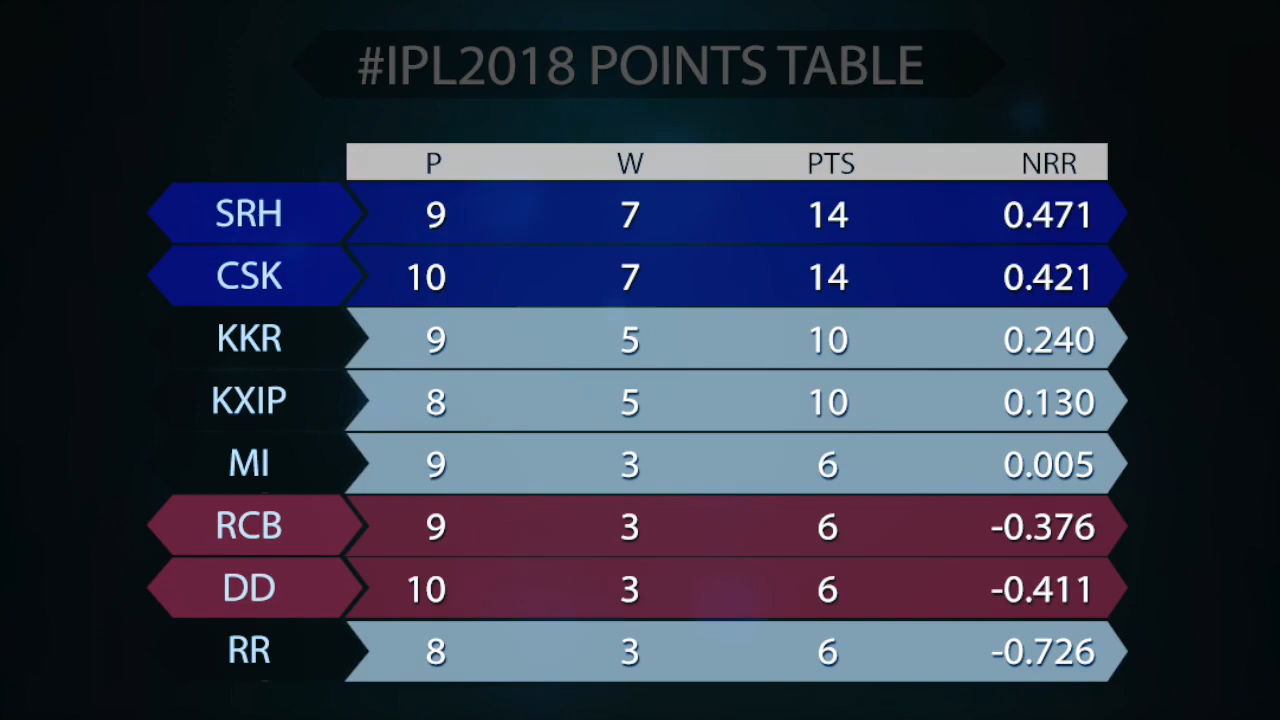 #IPL2018 POINTS TABLE
P W PTS NRR
SRH 9 7 14 0.471
CSK 10 7 14 0.421
KKR 9 5 10 0.240
KXIP 8 5 10 0.130
MI 9 3 6 0.005
RCB 9 3 6 -0.376
DD 10 3 6 -0.411
RR 8 3 6 -0.726